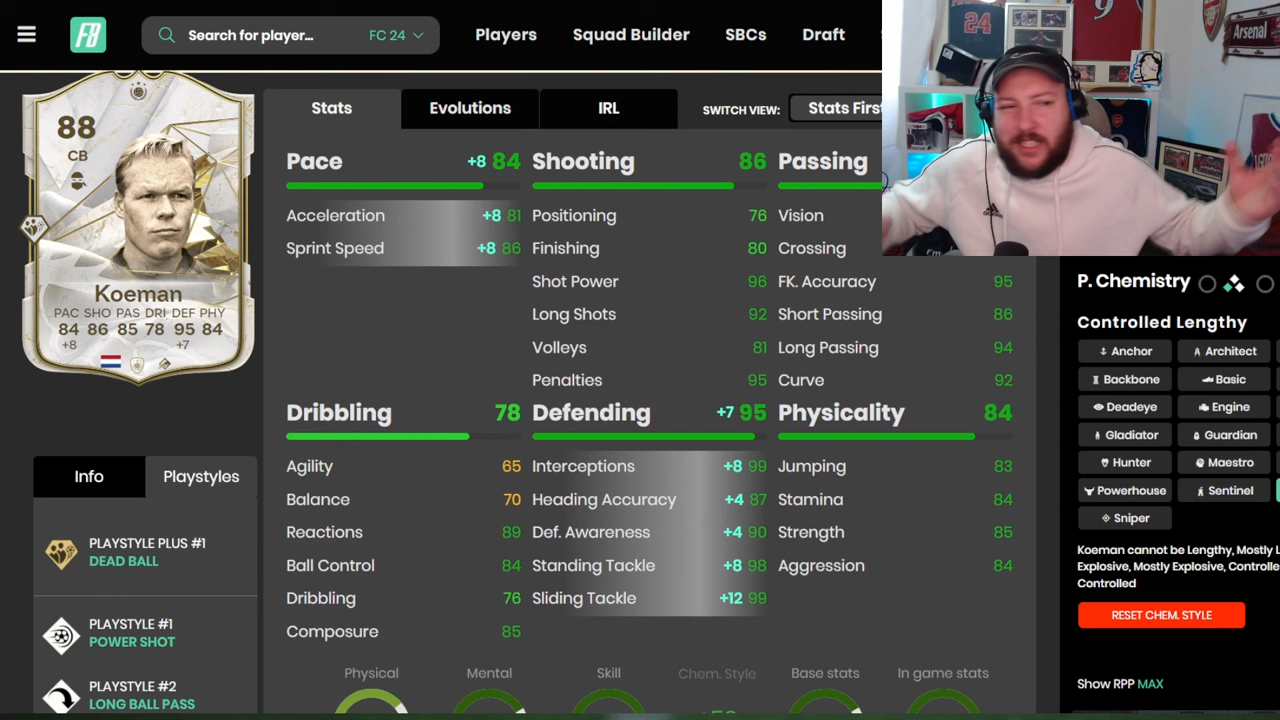 FB
Search for player...
FC 24
Players
Squad Builder
SBCs
Draft
24
9
Arsenal
88
CB
Koeman
PAC SHO PAS DRI DEF PHY
84 86 85 78 95 84
+8 +7
Stats
Evolutions
IRL
SWITCH VIEW:
Stats First
Pace +8 84
Acceleration +8 81
Sprint Speed +8 86
Shooting 86
Positioning 76
Finishing 80
Shot Power 96
Long Shots 92
Volleys 81
Penalties 95
Passing
Vision
Crossing
FK. Accuracy 95
Short Passing 86
Long Passing 94
Curve 92
Dribbling 78
Agility 65
Balance 70
Reactions 89
Ball Control 84
Dribbling 76
Composure 85
Defending +7 95
Interceptions +8 99
Heading Accuracy +4 87
Def. Awareness +4 90
Standing Tackle +8 98
Sliding Tackle +12 99
Physicality 84
Jumping 83
Stamina 84
Strength 85
Aggression 84
Info
Playstyles
PLAYSTYLE PLUS #1
DEAD BALL
PLAYSTYLE #1
POWER SHOT
PLAYSTYLE #2
LONG BALL PASS
Physical
Mental
Skill
Chem. Style
Base stats
In game stats
P. Chemistry
Controlled Lengthy
Anchor
Architect
Backbone
Basic
Deadeye
Engine
Gladiator
Guardian
Hunter
Maestro
Powerhouse
Sentinel
Sniper
Koeman cannot be Lengthy, Mostly L
Explosive, Mostly Explosive, Controlle
Controlled
RESET CHEM. STYLE
Show RPP MAX